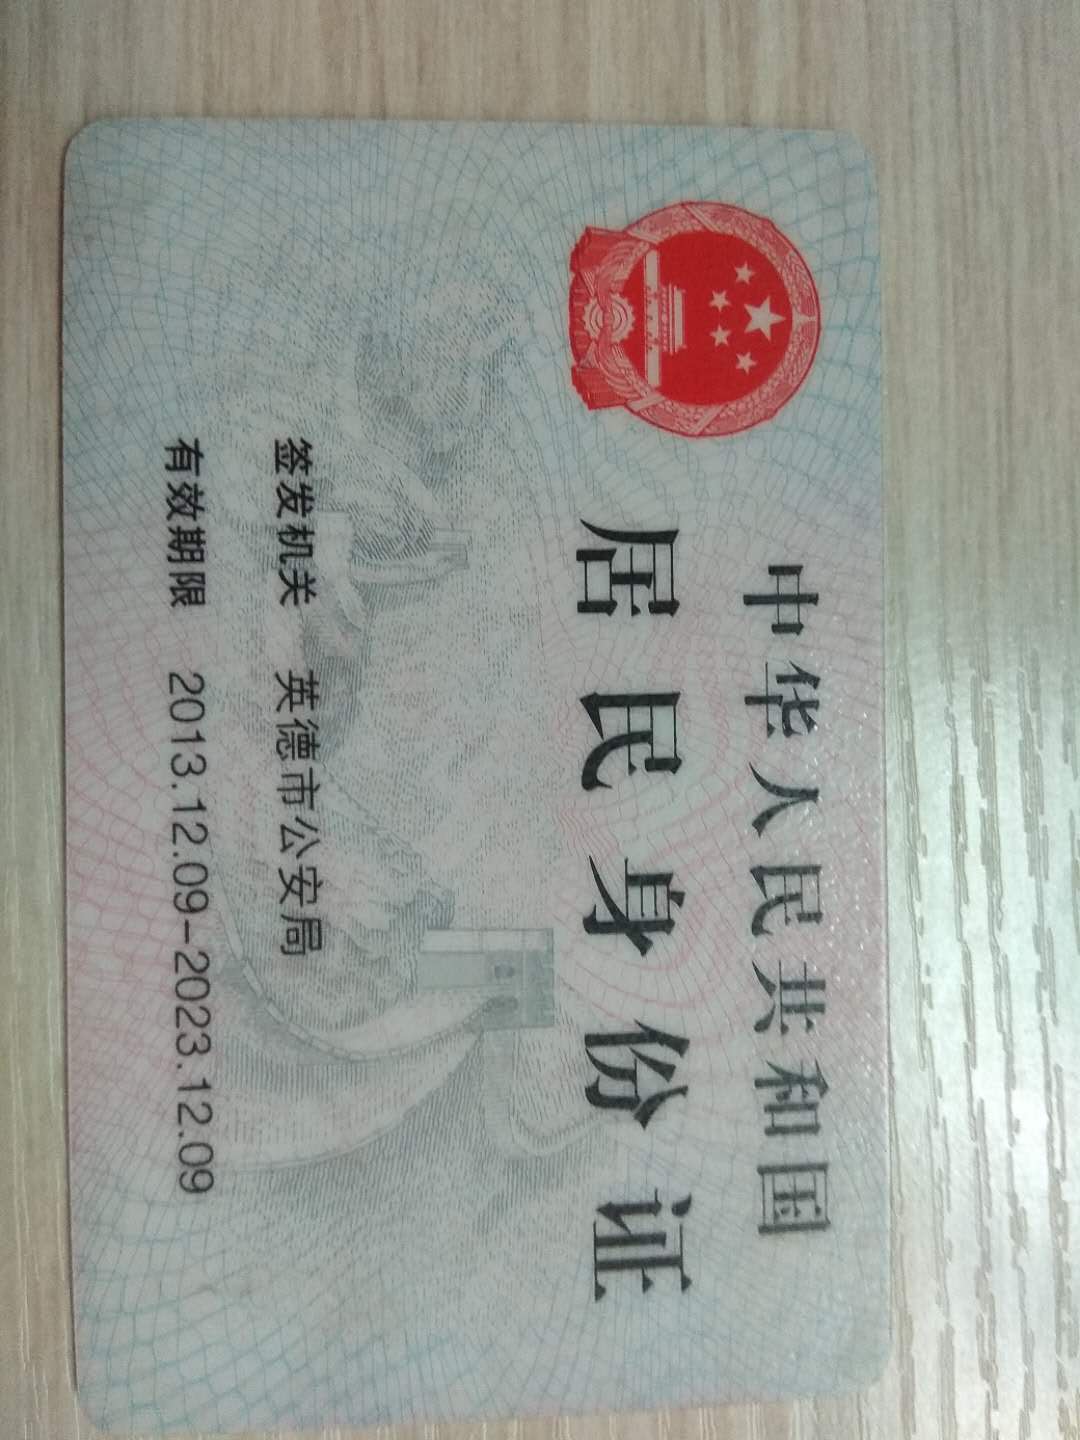 中华人民共和国
居民身份证
签发机关 英德市公安局
有效期限 2013.12.09-2023.12.09